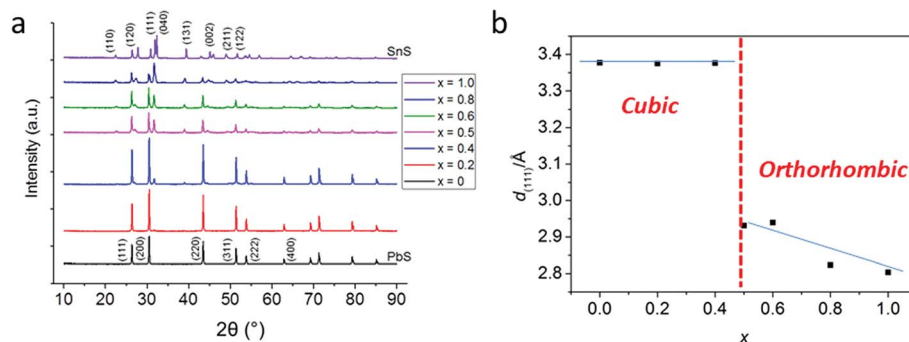 a
(110)
(120)
(111)
(040)
(131)
(002)
(211)
(122)
SnS
x = 1.0
x = 0.8
x = 0.6
x = 0.5
x = 0.4
x = 0.2
x = 0
(111)
(200)
(220)
(311)
(222)
(400)
PbS
Intensity (a.u.)
10 20 30 40 50 60 70 80 90
2θ (°)
b
3.4
3.3
3.2
3.1
3.0
2.9
2.8
d(111)/Å
Cubic
Orthorhombic
0.0 0.2 0.4 0.6 0.8 1.0
x